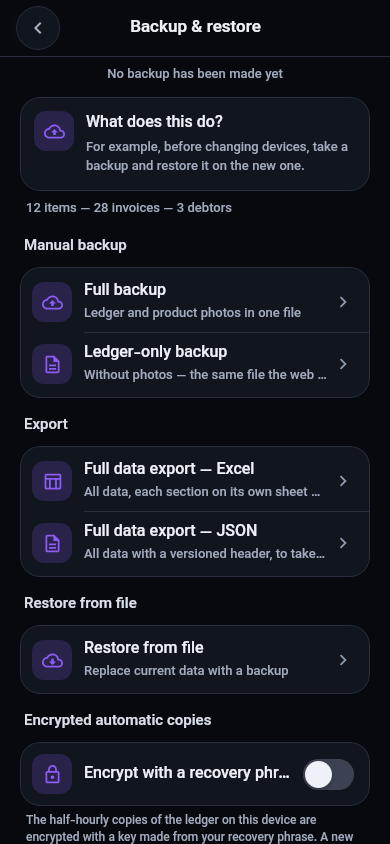 Backup & restore
No backup has been made yet
What does this do?
For example, before changing devices, take a
backup and restore it on the new one.
12 items — 28 invoices — 3 debtors
Manual backup
Full backup
Ledger and product photos in one file
Ledger-only backup
Without photos — the same file the web ...
Export
Full data export — Excel
All data, each section on its own sheet ...
Full data export — JSON
All data with a versioned header, to take...
Restore from file
Restore from file
Replace current data with a backup
Encrypted automatic copies
Encrypt with a recovery phr...
The half-hourly copies of the ledger on this device are
encrypted with a key made from your recovery phrase. A new